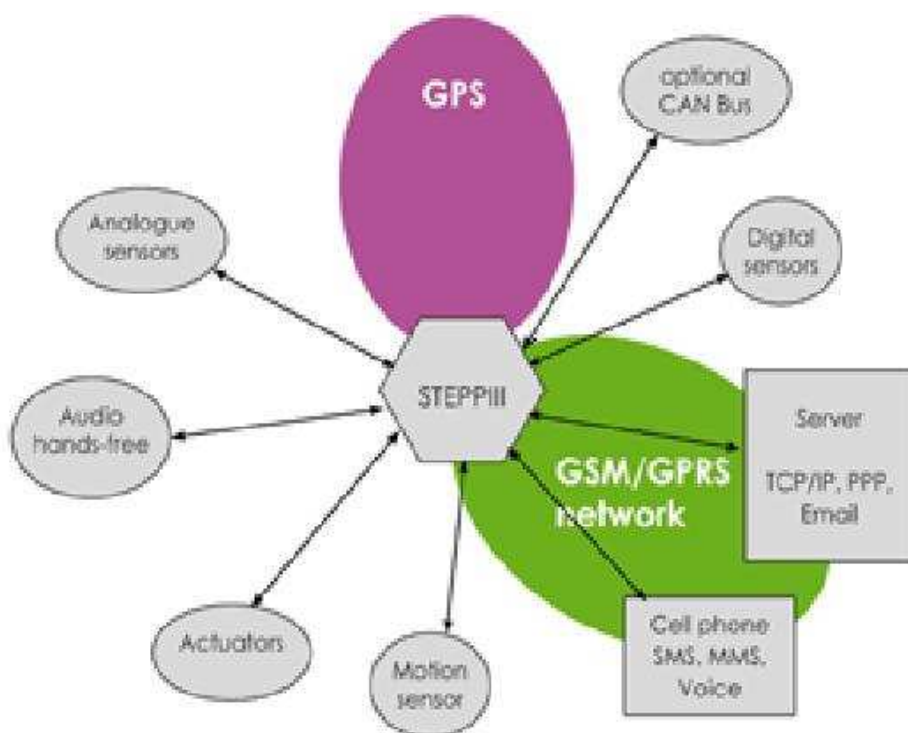 GPS
optional
CAN Bus
Analogue
sensors
Digital
sensors
STEPPIII
Audio
hands-free
Server
TCP/IP, PPP,
Email
GSM/GPRS
network
Actuators
Motion
sensor
Cell phone
SMS, MMS,
Voice